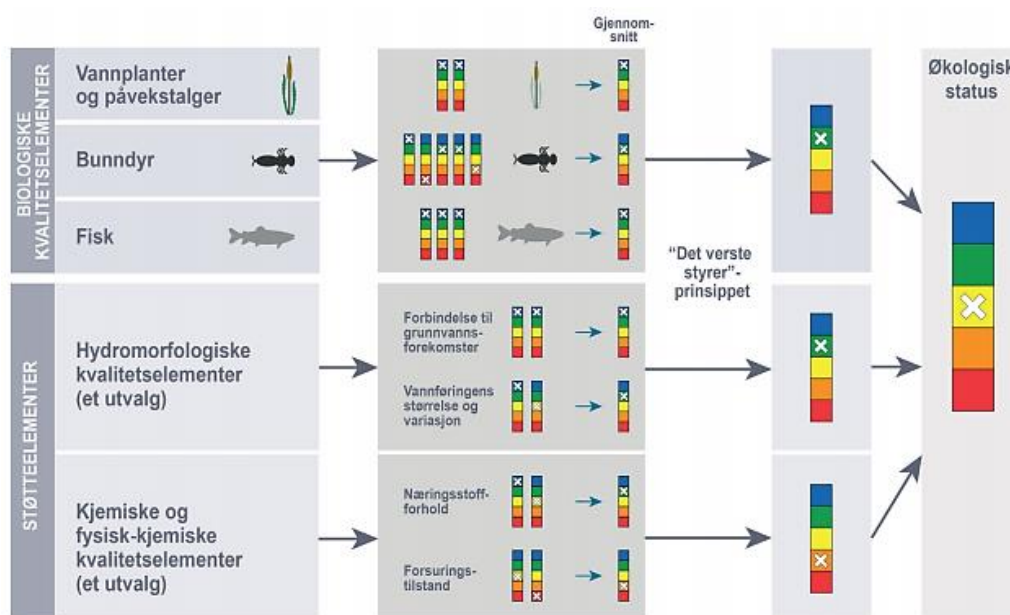 Gjennom-
snitt
BIOLOGISKE
KVALITETSELEMENTER
Vannplanter
og påvekstalger
Bunndyr
Fisk
Økologisk
status
"Det verste
styrer"-
prinsippet
STØTTEELEMENTER
Hydromorfologiske
kvalitetselementer
(et utvalg)
Forbindelse til
grunnvanns-
forekomster
Vannføringens
størrelse og
variasjon
Kjemiske og
fysisk-kjemiske
kvalitetselementer
(et utvalg)
Næringsstoff-
forhold
Forsurings-
tilstand